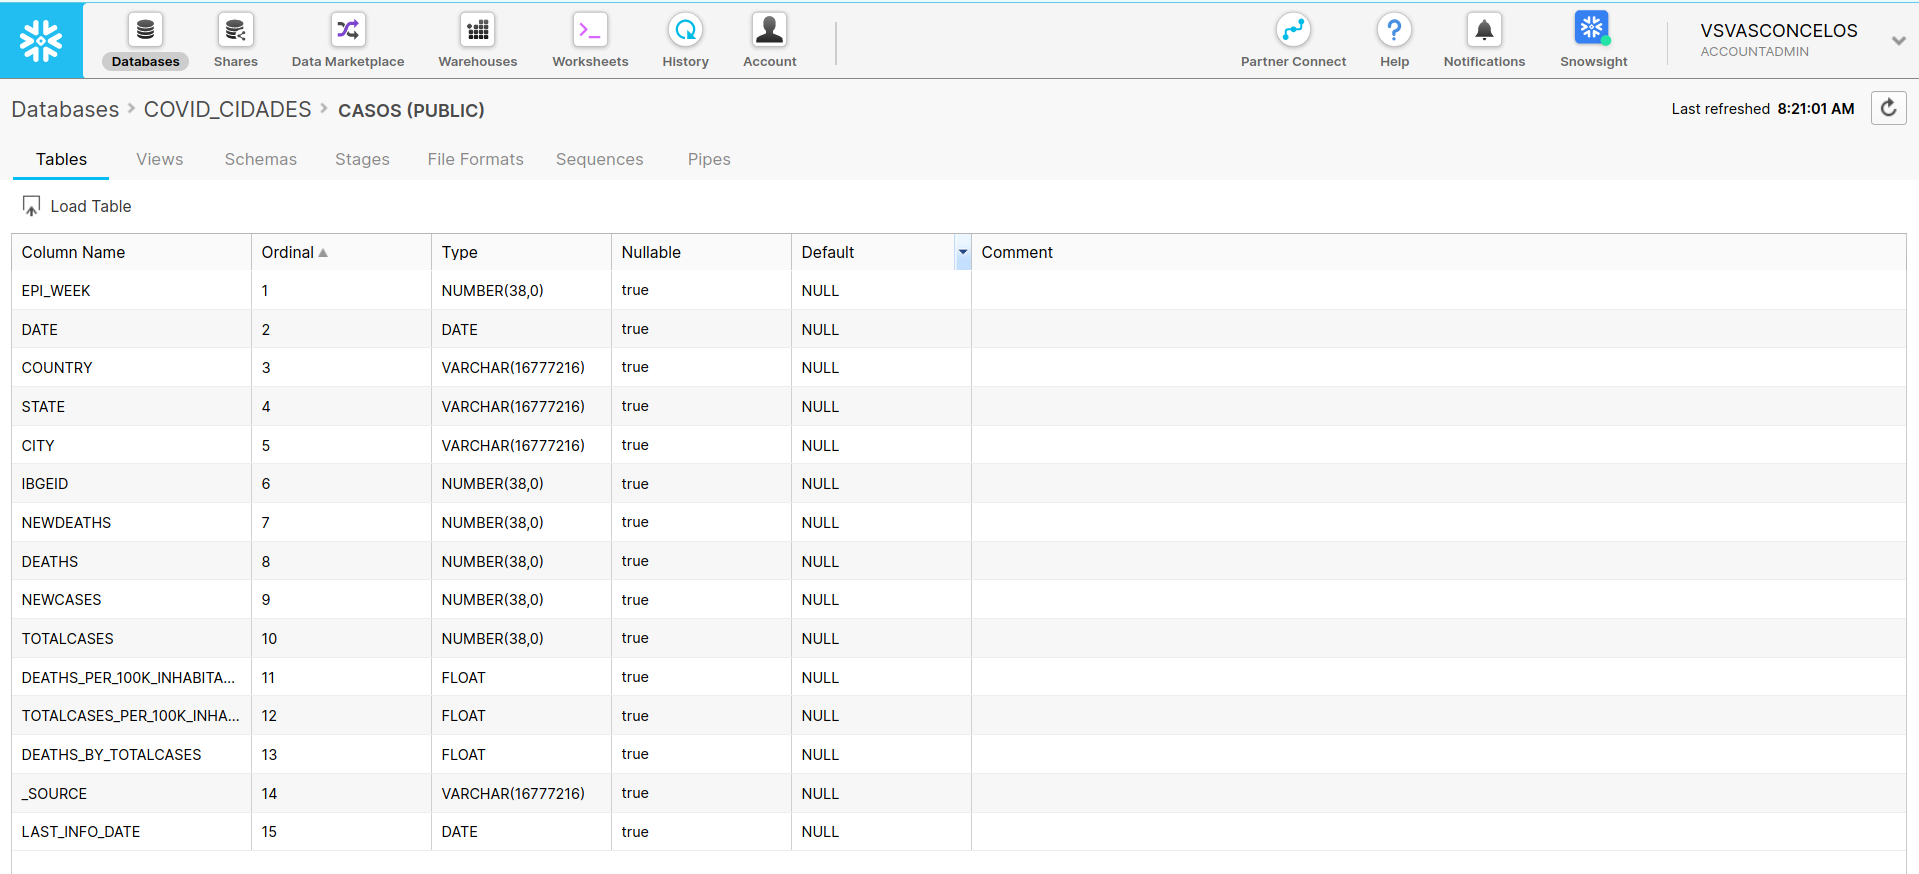 Databases Shares Data Marketplace Warehouses Worksheets History Account Partner Connect Help Notifications Snowsight VSVASCONCELOS
ACCOUNTADMIN
Databases > COVID_CIDADES > CASOS (PUBLIC) Last refreshed 8:21:01 AM
Tables Views Schemas Stages File Formats Sequences Pipes
Load Table
Column Name Ordinal Type Nullable Default Comment
EPI_WEEK 1 NUMBER(38,0) true NULL
DATE 2 DATE true NULL
COUNTRY 3 VARCHAR(16777216) true NULL
STATE 4 VARCHAR(16777216) true NULL
CITY 5 VARCHAR(16777216) true NULL
IBGEID 6 NUMBER(38,0) true NULL
NEWDEATHS 7 NUMBER(38,0) true NULL
DEATHS 8 NUMBER(38,0) true NULL
NEWCASES 9 NUMBER(38,0) true NULL
TOTALCASES 10 NUMBER(38,0) true NULL
DEATHS_PER_100K_INHABITA... 11 FLOAT true NULL
TOTALCASES_PER_100K_INHA... 12 FLOAT true NULL
DEATHS_BY_TOTALCASES 13 FLOAT true NULL
_SOURCE 14 VARCHAR(16777216) true NULL
LAST_INFO_DATE 15 DATE true NULL